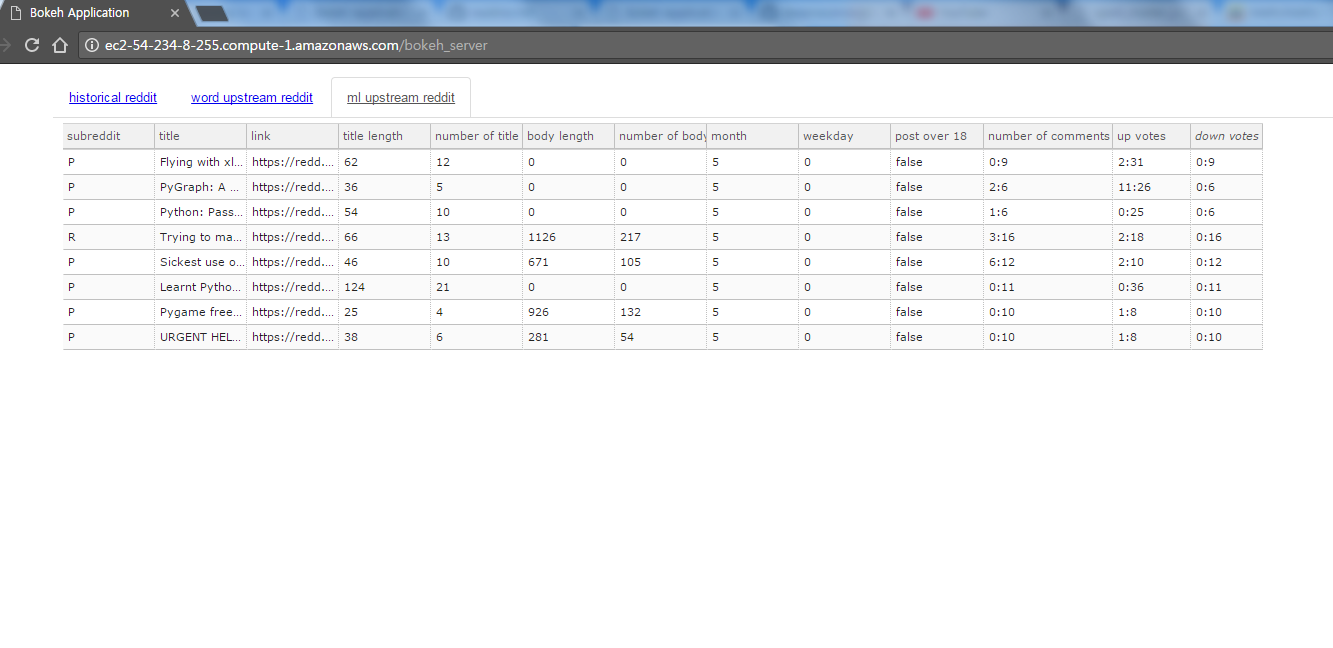 Bokeh Application
ec2-54-234-8-255.compute-1.amazonaws.com/bokeh_server
historical reddit word upstream reddit ml upstream reddit
subreddit title link title length number of title body length number of body month weekday post over 18 number of comments up votes down votes
P Flying with xl... https://redd.... 62 12 0 0 5 0 false 0:9 2:31 0:9
P PyGraph: A ... https://redd.... 36 5 0 0 5 0 false 2:6 11:26 0:6
P Python: Pass... https://redd.... 54 10 0 0 5 0 false 1:6 0:25 0:6
R Trying to ma... https://redd.... 66 13 1126 217 5 0 false 3:16 2:18 0:16
P Sickest use o... https://redd.... 46 10 671 105 5 0 false 6:12 2:10 0:12
P Learnt Pytho... https://redd.... 124 21 0 0 5 0 false 0:11 0:36 0:11
P Pygame free... https://redd.... 25 4 926 132 5 0 false 0:10 1:8 0:10
P URGENT HEL... https://redd.... 38 6 281 54 5 0 false 0:10 1:8 0:10